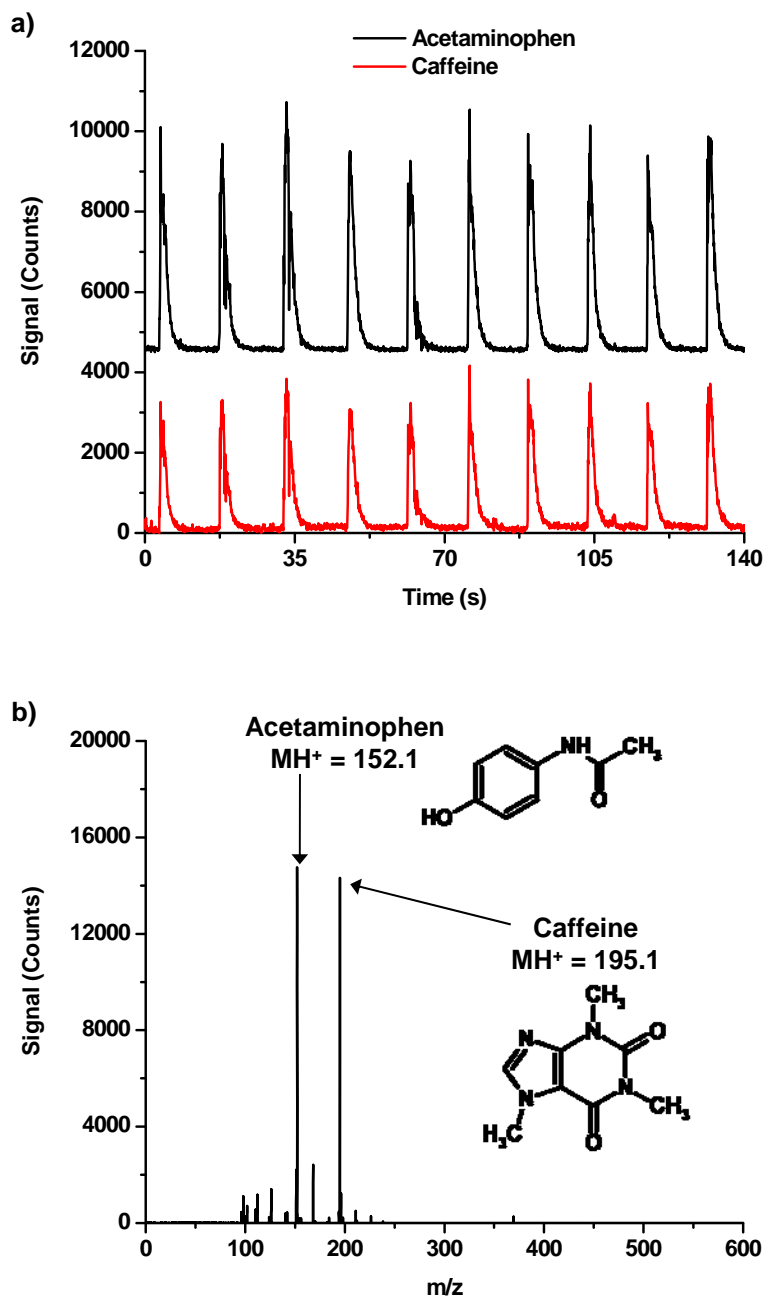 a)
Acetaminophen
Caffeine
12000
10000
8000
6000
4000
2000
0
Signal (Counts)
0 35 70 105 140
Time (s)
b)
Acetaminophen
MH⁺ = 152.1
NH
CH₃
O
HO
Caffeine
MH⁺ = 195.1
CH₃
N N O
N N
H₃C O CH₃
20000
16000
12000
8000
4000
0
Signal (Counts)
0 100 200 300 400 500 600
m/z